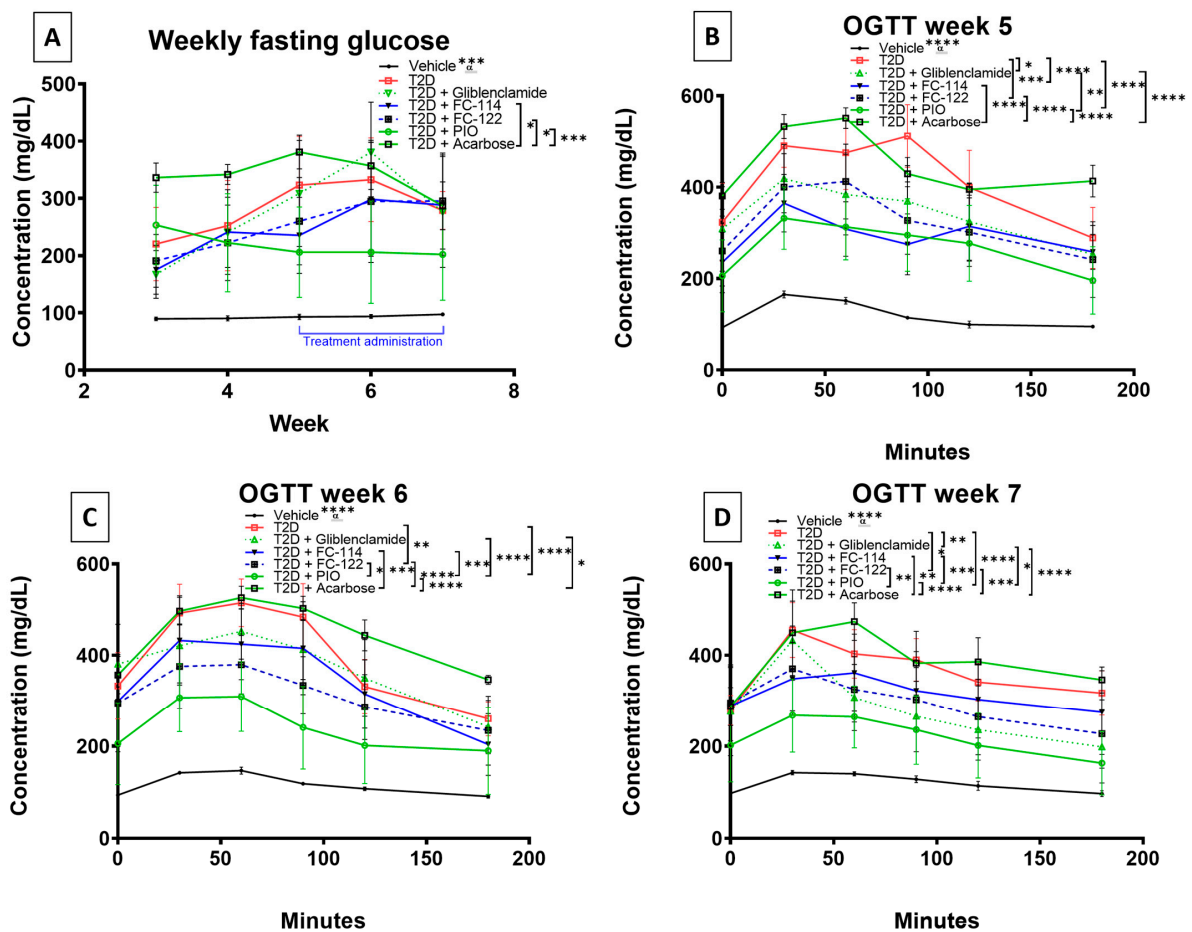 A
Weekly fasting glucose
Vehicle ***
α
T2D
T2D + Gliblenclamide
T2D + FC-114
T2D + FC-122
T2D + PIO
T2D + Acarbose
* * ***
Concentration (mg/dL)
500
400
300
200
100
0
Treatment administration
2 4 6 8
Week
B
OGTT week 5
Vehicle ****
α
T2D
T2D + Gliblenclamide
T2D + FC-114
T2D + FC-122
T2D + PIO
T2D + Acarbose
* ****
*** ****
** ****
**** ****
****
Concentration (mg/dL)
600
400
200
0
0 50 100 150 200
Minutes
C
OGTT week 6
Vehicle ****
α
T2D
T2D + Gliblenclamide
T2D + FC-114
T2D + FC-122
T2D + PIO
T2D + Acarbose
** **** ****
*** *
* *** ****
****
Concentration (mg/dL)
600
400
200
0
0 50 100 150 200
Minutes
D
OGTT week 7
Vehicle ****
α
T2D
T2D + Gliblenclamide
T2D + FC-114
T2D + FC-122
T2D + PIO
T2D + Acarbose
**
* ****
*** * ****
** ** ***
****
Concentration (mg/dL)
600
400
200
0
0 50 100 150 200
Minutes